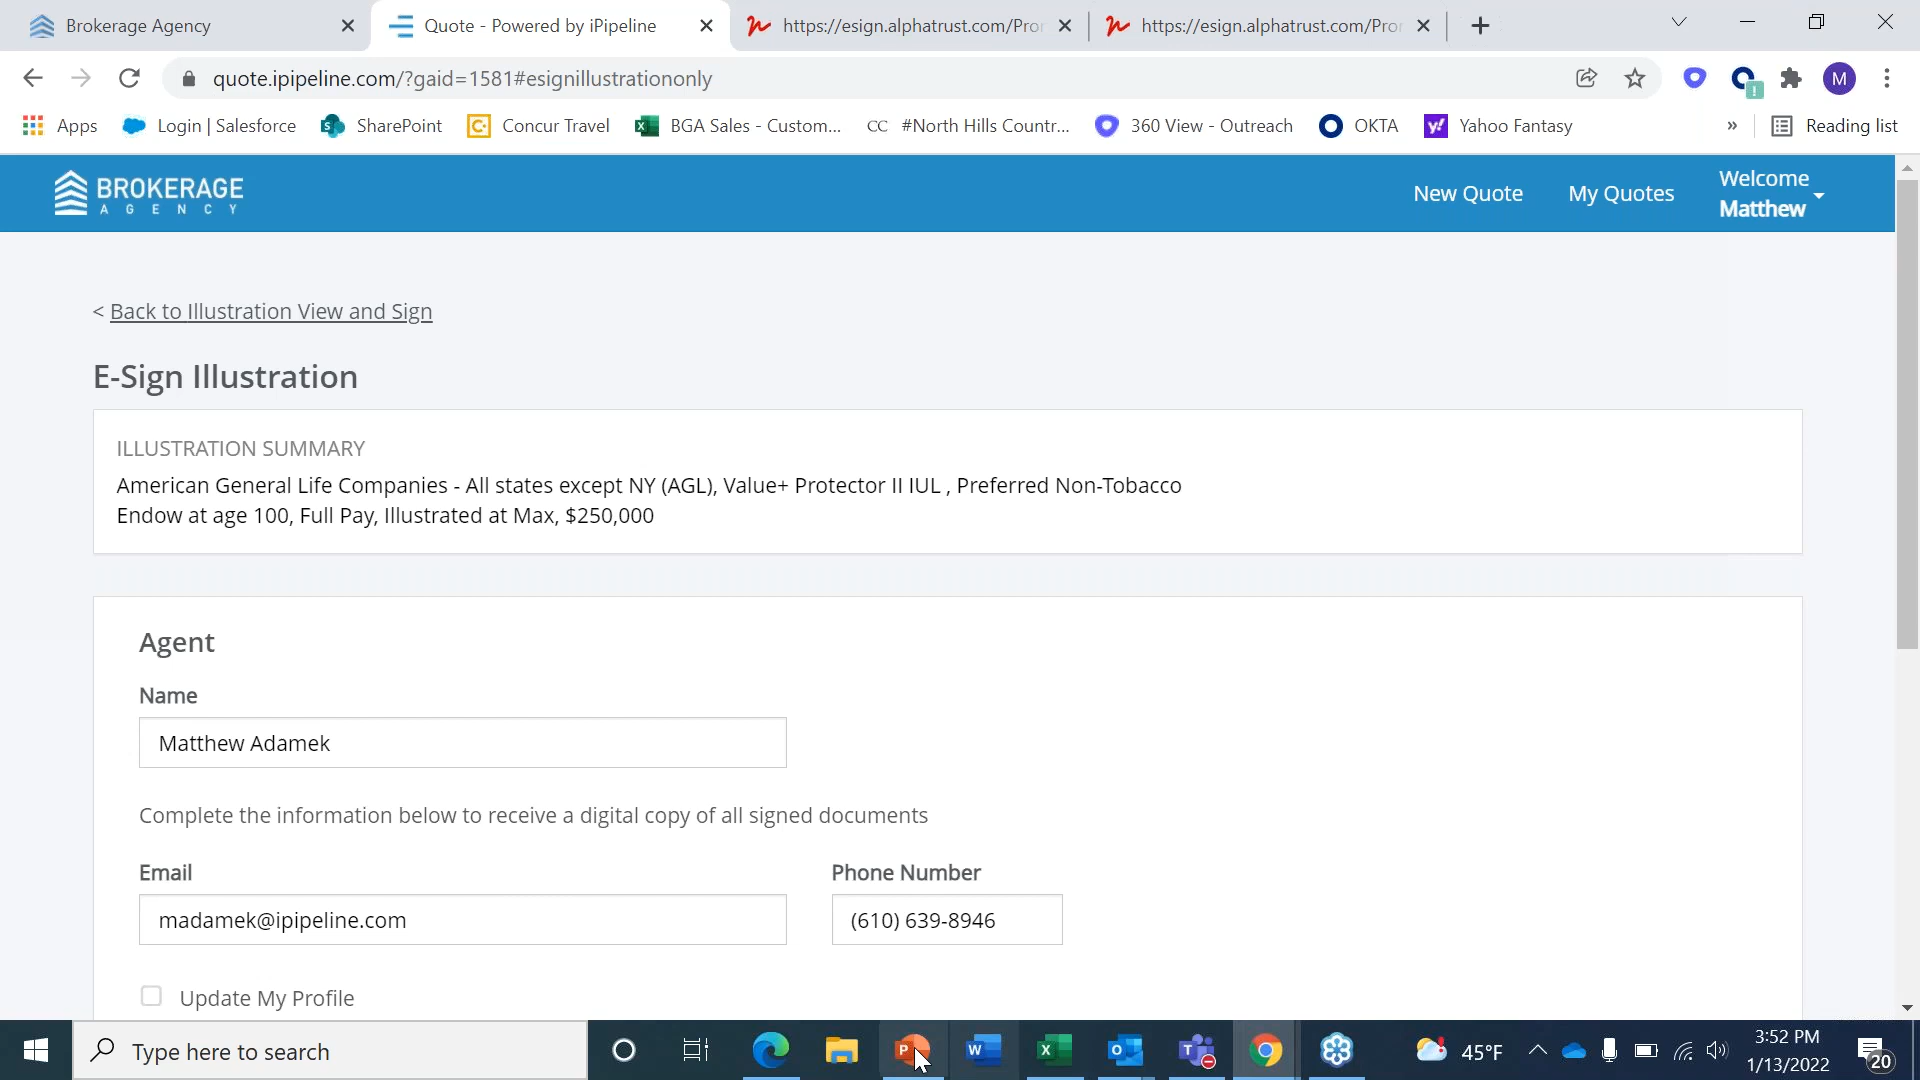 Brokerage Agency
Quote - Powered by iPipeline
https://esign.alphatrust.com/Pro
https://esign.alphatrust.com/Pro
quote.ipipeline.com/?gaid=1581#esignillustrationonly
M
Apps
Login | Salesforce
SharePoint
Concur Travel
BGA Sales - Custom...
CC #North Hills Countr...
360 View - Outreach
OKTA
Yahoo Fantasy
»
Reading list
BROKERAGE
AGENCY
New Quote
My Quotes
Welcome
Matthew
< Back to Illustration View and Sign
E-Sign Illustration
ILLUSTRATION SUMMARY
American General Life Companies - All states except NY (AGL), Value+ Protector II IUL , Preferred Non-Tobacco
Endow at age 100, Full Pay, Illustrated at Max, $250,000
Agent
Name
Matthew Adamek
Complete the information below to receive a digital copy of all signed documents
Email
Phone Number
madamek@ipipeline.com
(610) 639-8946
Update My Profile
Type here to search
45°F
3:52 PM
1/13/2022
20